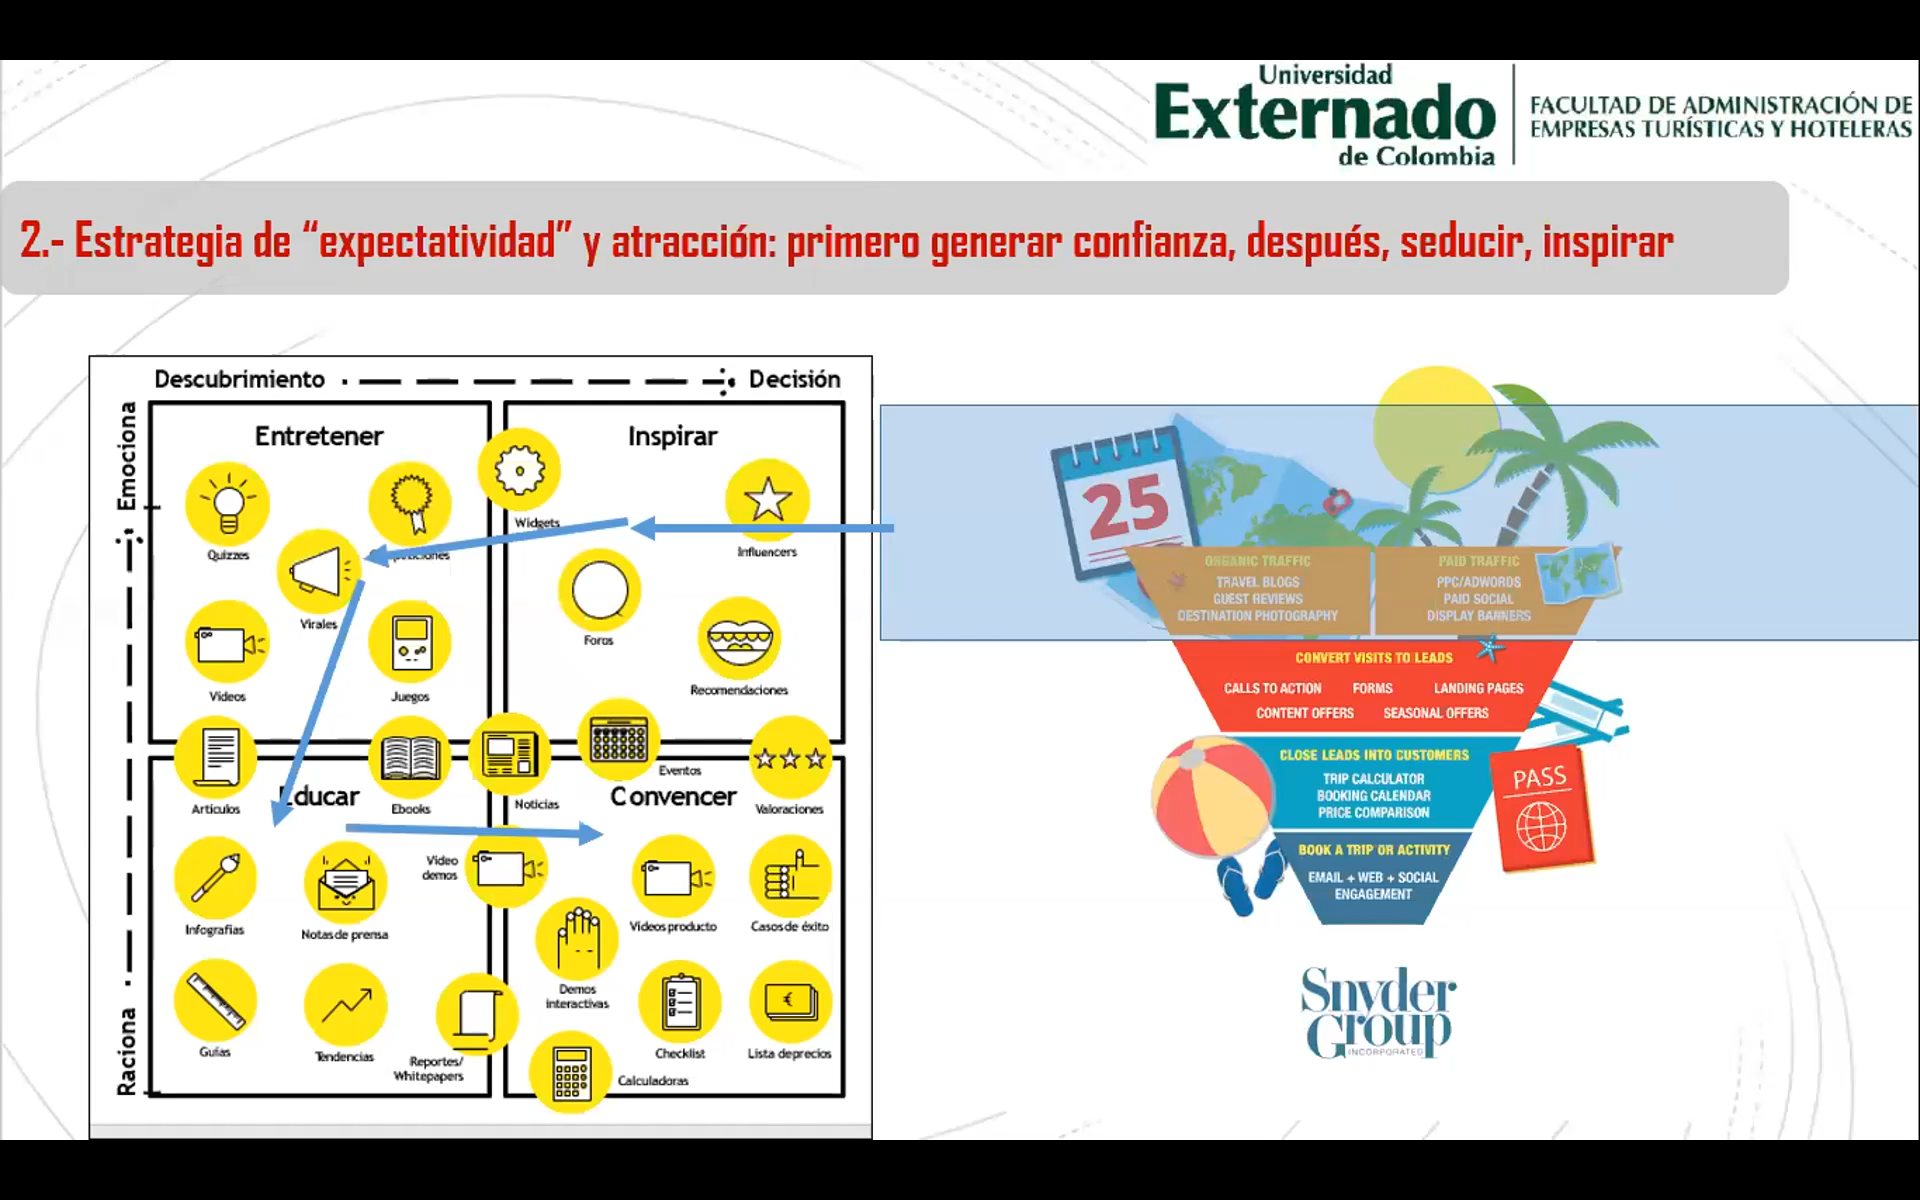 Universidad
Externado
de Colombia
FACULTAD DE ADMINISTRACIÓN DE
EMPRESAS TURÍSTICAS Y HOTELERAS
2.- Estrategia de “expectatividad” y atracción: primero generar confianza, después, seducir, inspirar
Descubrimiento
Decisión
Emociona
Raciona
Entretener
Quizzes
Virales
Vídeos
Juegos
Widgets
Inspirar
Influencers
Foros
Recomendaciones
Artículos
Educar
Ebooks
Noticias
Infografías
Notas de prensa
Vídeo
demos
Guías
Tendencias
Reportes/
Whitepapers
Eventos
Convencer
Valoraciones
Vídeos producto
Casos de éxito
Demos
interactivas
Checklist
Lista de precios
€
Calculadoras
25
ORGANIC TRAFFIC
TRAVEL BLOGS
GUEST REVIEWS
DESTINATION PHOTOGRAPHY
PAID TRAFFIC
PPC/ADWORDS
PAID SOCIAL
DISPLAY BANNERS
CONVERT VISITS TO LEADS
CALLS TO ACTION FORMS LANDING PAGES
CONTENT OFFERS SEASONAL OFFERS
CLOSE LEADS INTO CUSTOMERS
TRIP CALCULATOR
BOOKING CALENDAR
PRICE COMPARISON
PASS
BOOK A TRIP OR ACTIVITY
EMAIL + WEB + SOCIAL
ENGAGEMENT
Snyder
Group
INCORPORATED